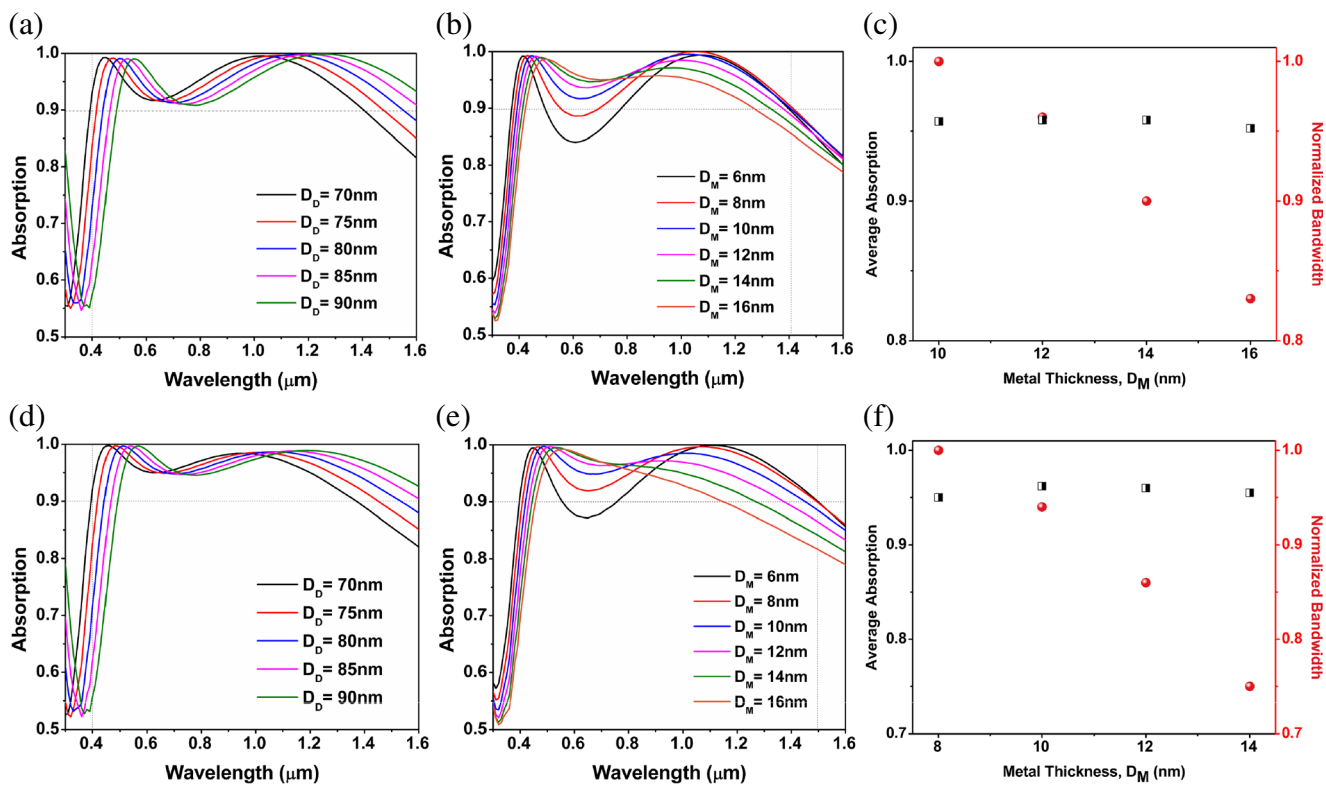 (a)
1.0
0.9
0.8
0.7
0.6
0.5
Absorption
D_D= 70nm
D_D= 75nm
D_D= 80nm
D_D= 85nm
D_D= 90nm
0.4 0.6 0.8 1.0 1.2 1.4 1.6
Wavelength (μm)
(b)
1.0
0.9
0.8
0.7
0.6
0.5
Absorption
D_M= 6nm
D_M= 8nm
D_M= 10nm
D_M= 12nm
D_M= 14nm
D_M= 16nm
0.4 0.6 0.8 1.0 1.2 1.4 1.6
Wavelength (μm)
(c)
1.0
0.9
0.8
Average Absorption
1.0
0.9
0.8
Normalized Bandwidth
10 12 14 16
Metal Thickness, D_M (nm)
(d)
1.0
0.9
0.8
0.7
0.6
0.5
Absorption
D_D= 70nm
D_D= 75nm
D_D= 80nm
D_D= 85nm
D_D= 90nm
0.4 0.6 0.8 1.0 1.2 1.4 1.6
Wavelength (μm)
(e)
1.0
0.9
0.8
0.7
0.6
0.5
Absorption
D_M= 6nm
D_M= 8nm
D_M= 10nm
D_M= 12nm
D_M= 14nm
D_M= 16nm
0.4 0.6 0.8 1.0 1.2 1.4 1.6
Wavelength (μm)
(f)
1.0
0.9
0.8
0.7
Average Absorption
1.0
0.9
0.8
0.7
Normalized Bandwidth
8 10 12 14
Metal Thickness, D_M (nm)